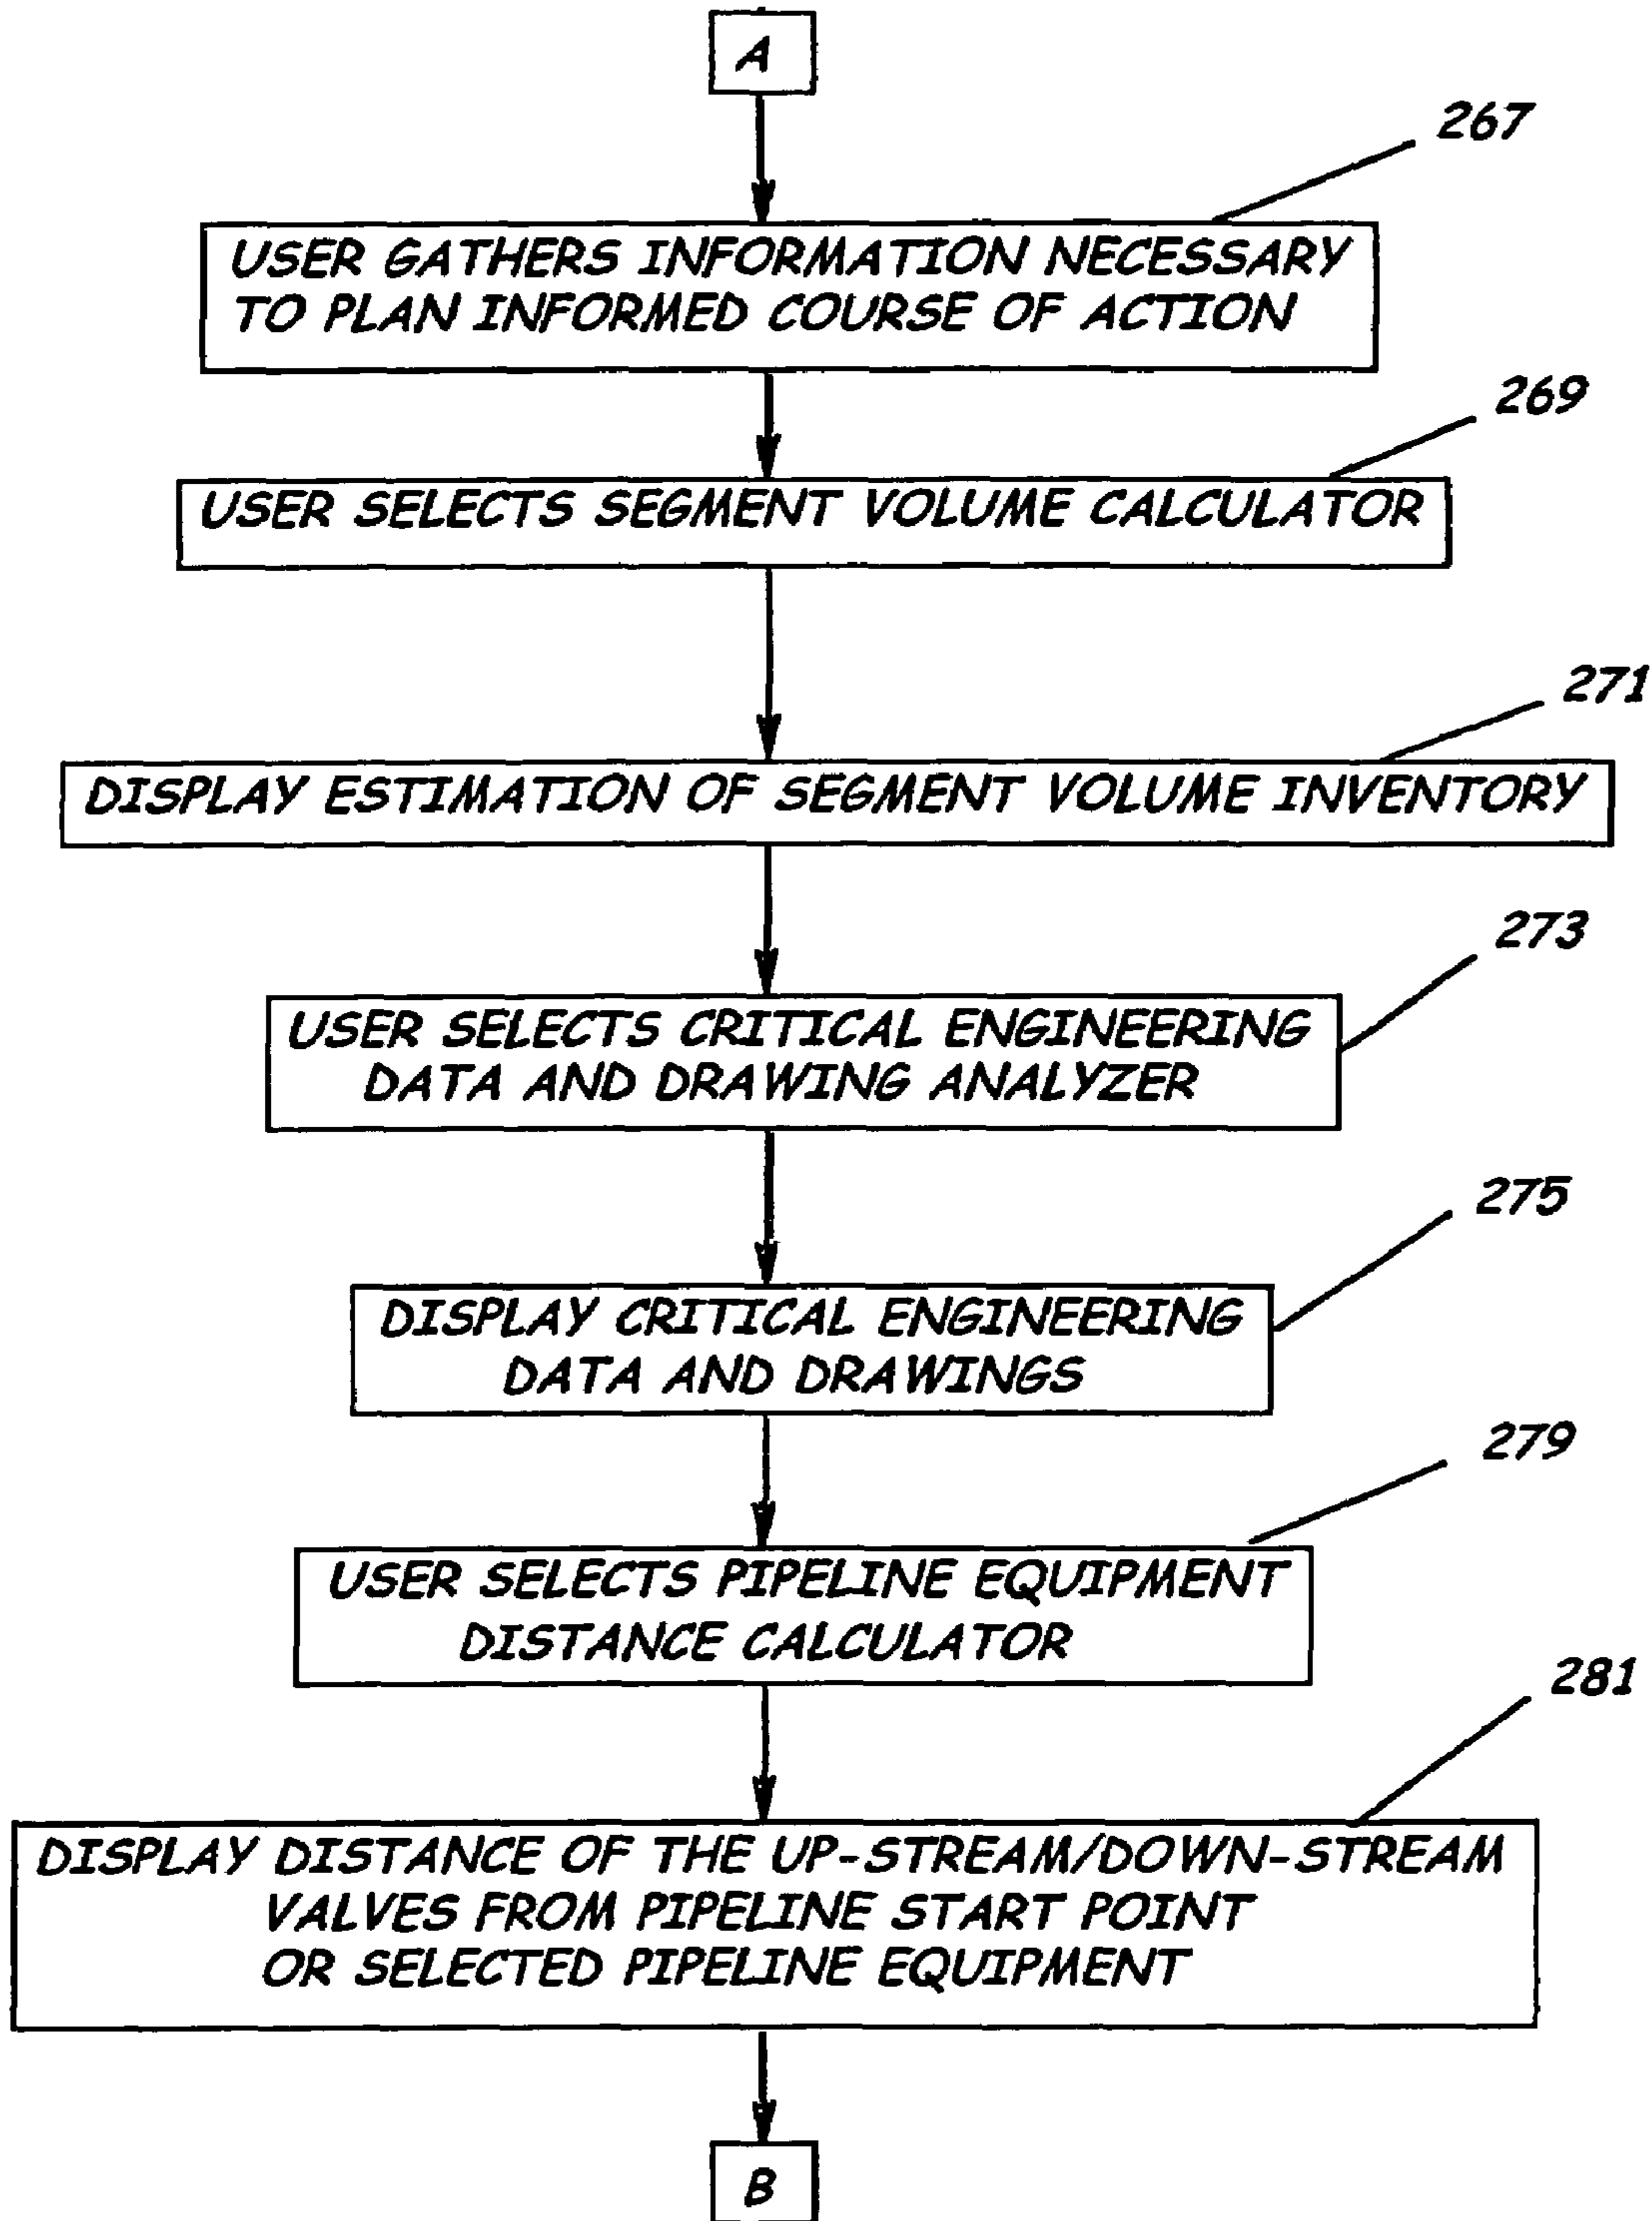 A
267
USER GATHERS INFORMATION NECESSARY
TO PLAN INFORMED COURSE OF ACTION
269
USER SELECTS SEGMENT VOLUME CALCULATOR
271
DISPLAY ESTIMATION OF SEGMENT VOLUME INVENTORY
273
USER SELECTS CRITICAL ENGINEERING
DATA AND DRAWING ANALYZER
275
DISPLAY CRITICAL ENGINEERING
DATA AND DRAWINGS
279
USER SELECTS PIPELINE EQUIPMENT
DISTANCE CALCULATOR
281
DISPLAY DISTANCE OF THE UP-STREAM/DOWN-STREAM
VALVES FROM PIPELINE START POINT
OR SELECTED PIPELINE EQUIPMENT
B